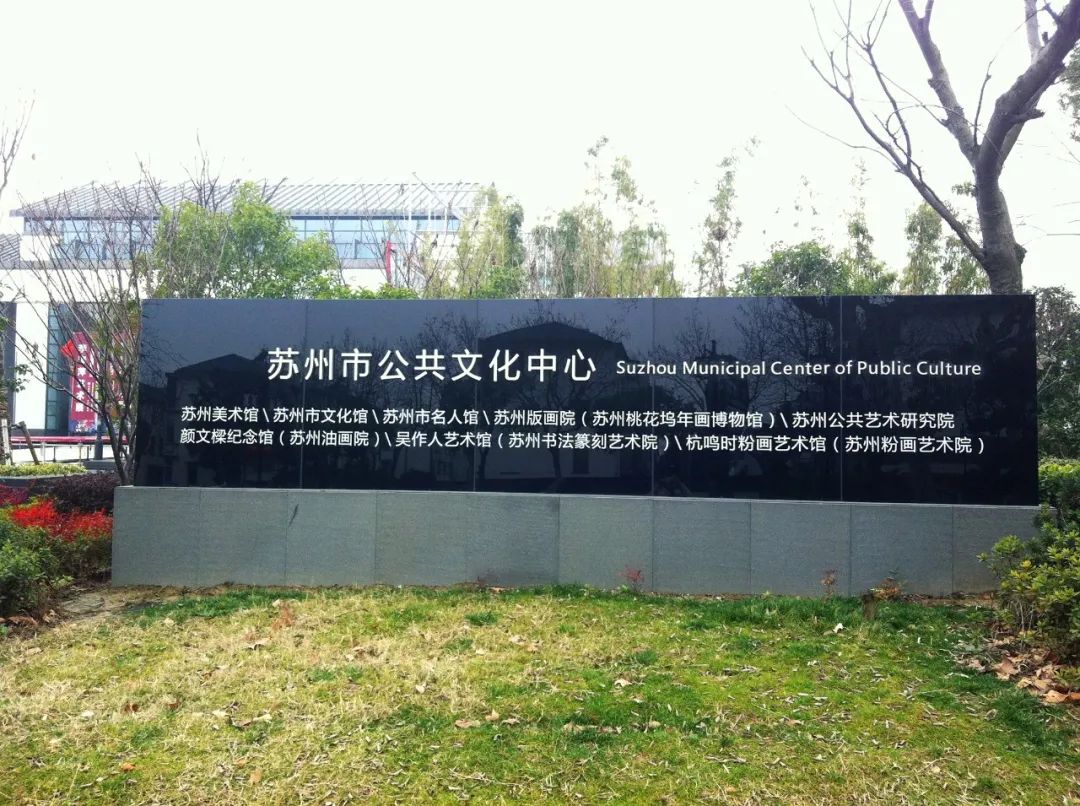 苏州市公共文化中心 Suzhou Municipal Center of Public Culture
苏州美术馆\苏州市文化馆\苏州市名人馆\苏州版画院（苏州桃花坞年画博物馆）\苏州公共艺术研究院
颜文樑纪念馆（苏州油画院）\吴作人艺术馆（苏州书法篆刻艺术院）\杭鸣时粉画艺术馆（苏州粉画艺术院）